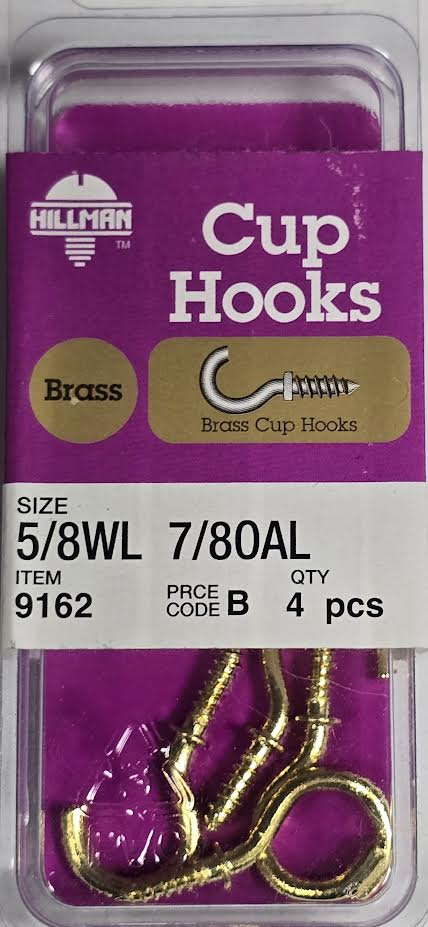 HILLMAN
TM
Cup
Hooks
Brass
Brass Cup Hooks
SIZE
5/8WL 7/8OAL
ITEM
9162
PRCE
CODE B
QTY
4 pcs